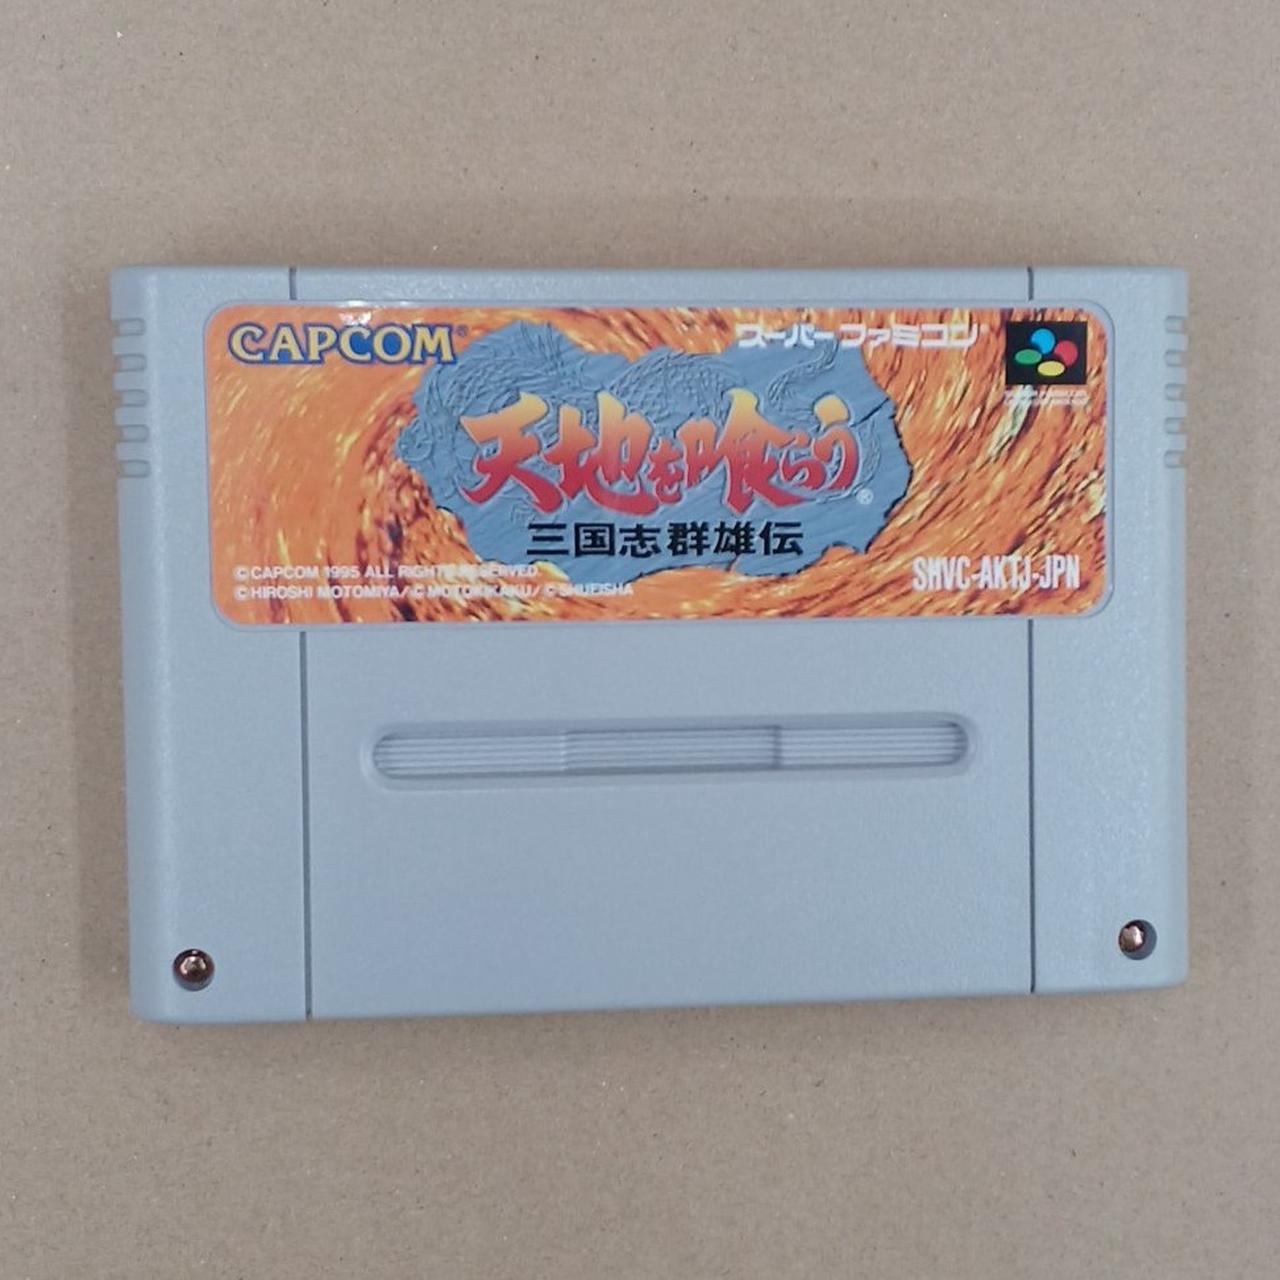 CAPCOM®
スーパーファミコン
天地を喰らう®
三国志群雄伝
©CAPCOM 1995 ALL RIGHTS RESERVED
©HIROSHI MOTOMIYA/©MOTOKIKAKU/©SHUEISHA
SHVC-AKTJ-JPN